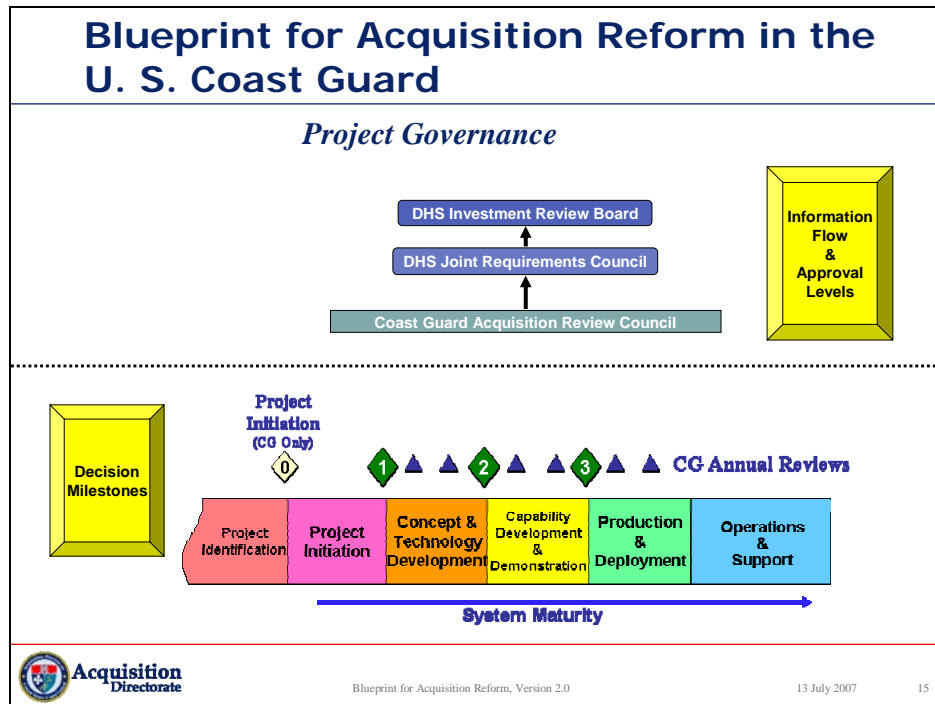 Blueprint for Acquisition Reform in the
U. S. Coast Guard
Project Governance
DHS Investment Review Board
DHS Joint Requirements Council
Coast Guard Acquisition Review Council
Information
Flow
&
Approval
Levels
Decision
Milestones
Project
Initiation
(CG Only)
0
1
2
3
CG Annual Reviews
Project
Identification
Project
Initiation
Concept &
Technology
Development
Capability
Development
&
Demonstration
Production
&
Deployment
Operations
&
Support
System Maturity
Acquisition
Directorate
Blueprint for Acquisition Reform, Version 2.0
13 July 2007
15